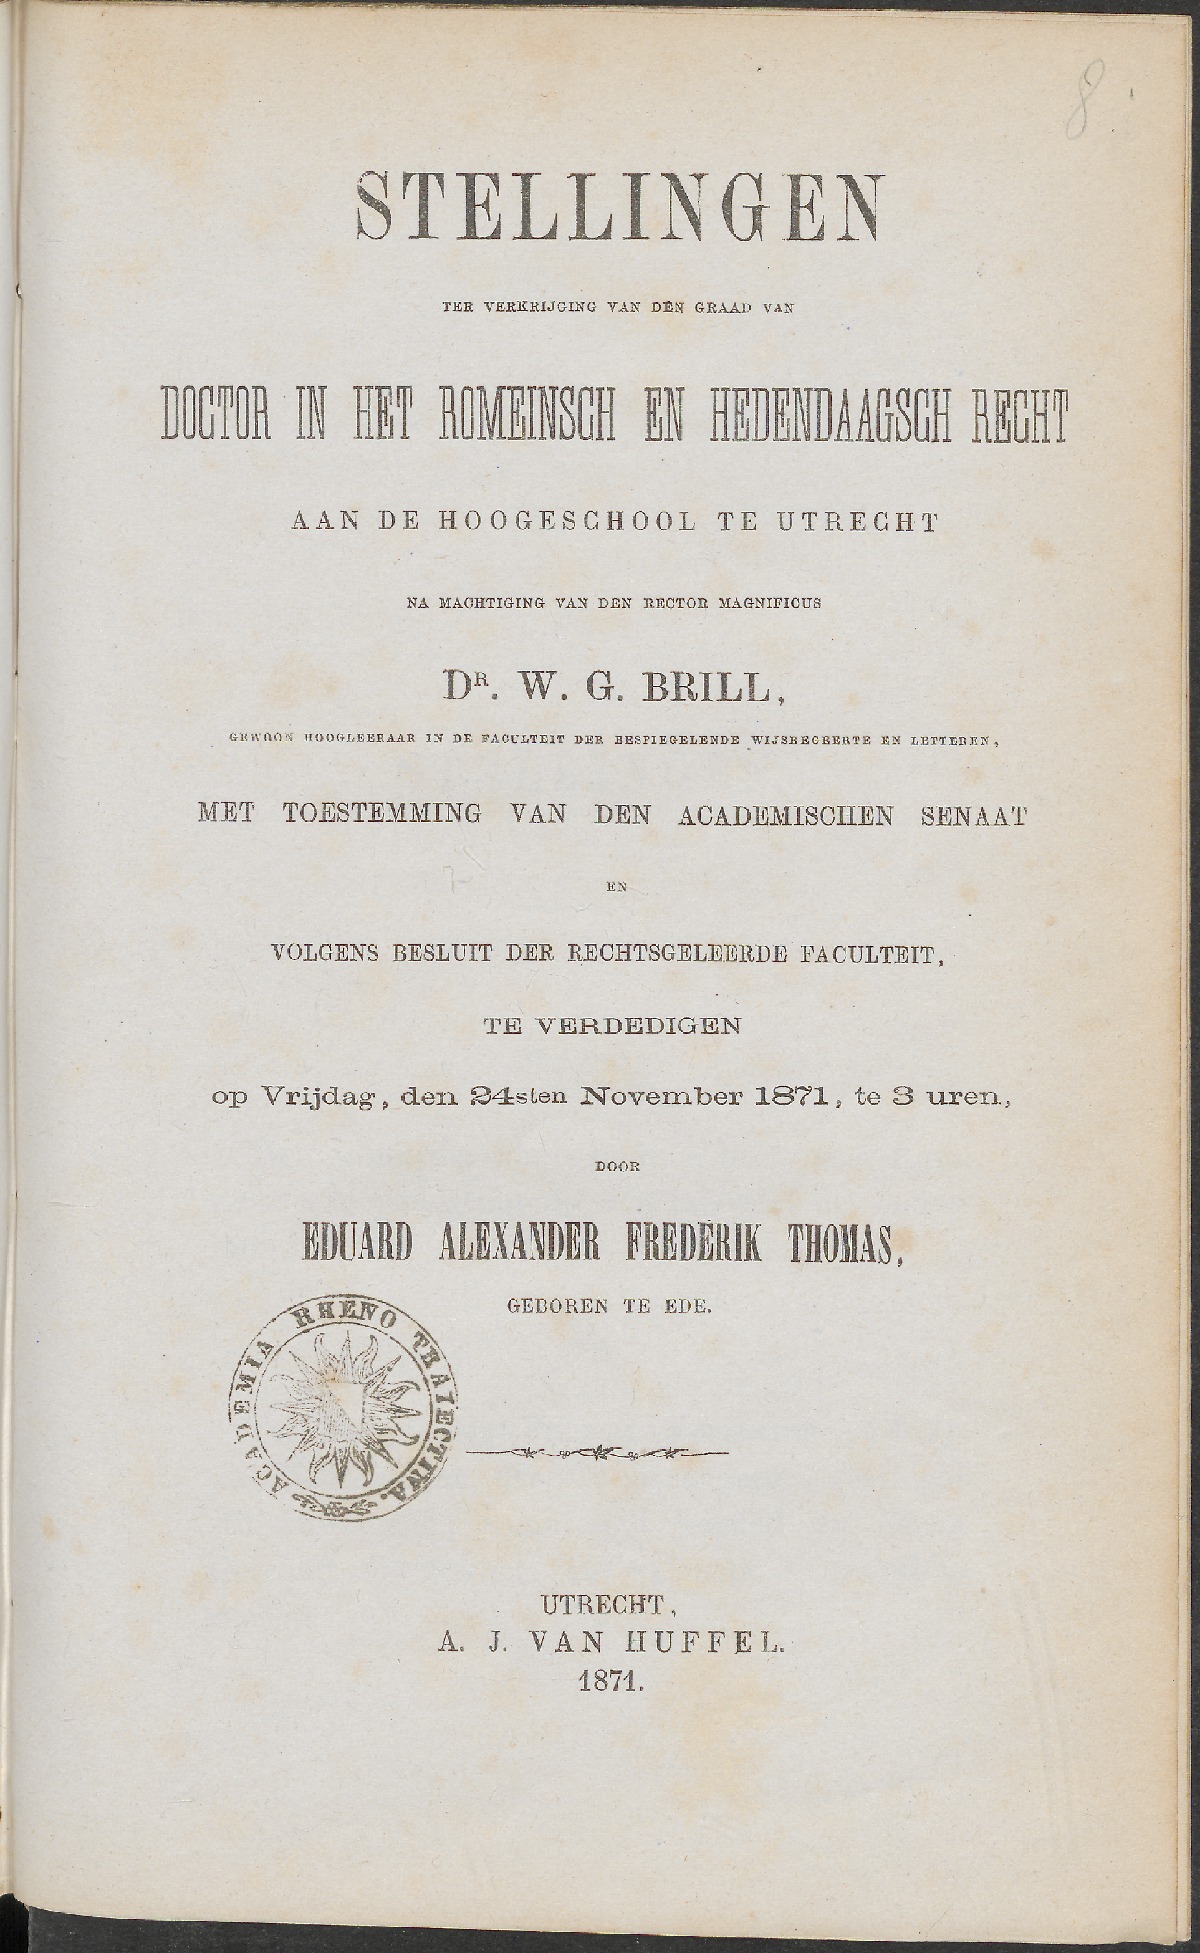 8
STELLINGEN
TER VERKRIJGING VAN DEN GRAAD VAN
DOCTOR IN HET ROMEINSCH EN HEDENDAAGSCH RECHT
AAN DE HOOGESCHOOL TE UTRECHT
NA MACHTIGING VAN DEN RECTOR MAGNIFICUS
DR. W. G. BRILL,
GEWOON HOOGLEERAAR IN DE FACULTEIT DER BESPIEGELENDE WIJSBEGEERTE EN LETTEREN,
MET TOESTEMMING VAN DEN ACADEMISCHEN SENAAT
EN
VOLGENS BESLUIT DER RECHTSGELEERDE FACULTEIT,
TE VERDEDIGEN
op Vrijdag, den 24sten November 1871, te 3 uren,
DOOR
EDUARD ALEXANDER FREDERIK THOMAS,
GEBOREN TE EDE.
ACADEMIA RHENO TRAIECTINA.
UTRECHT,
A. J. VAN HUFFEL.
1871.